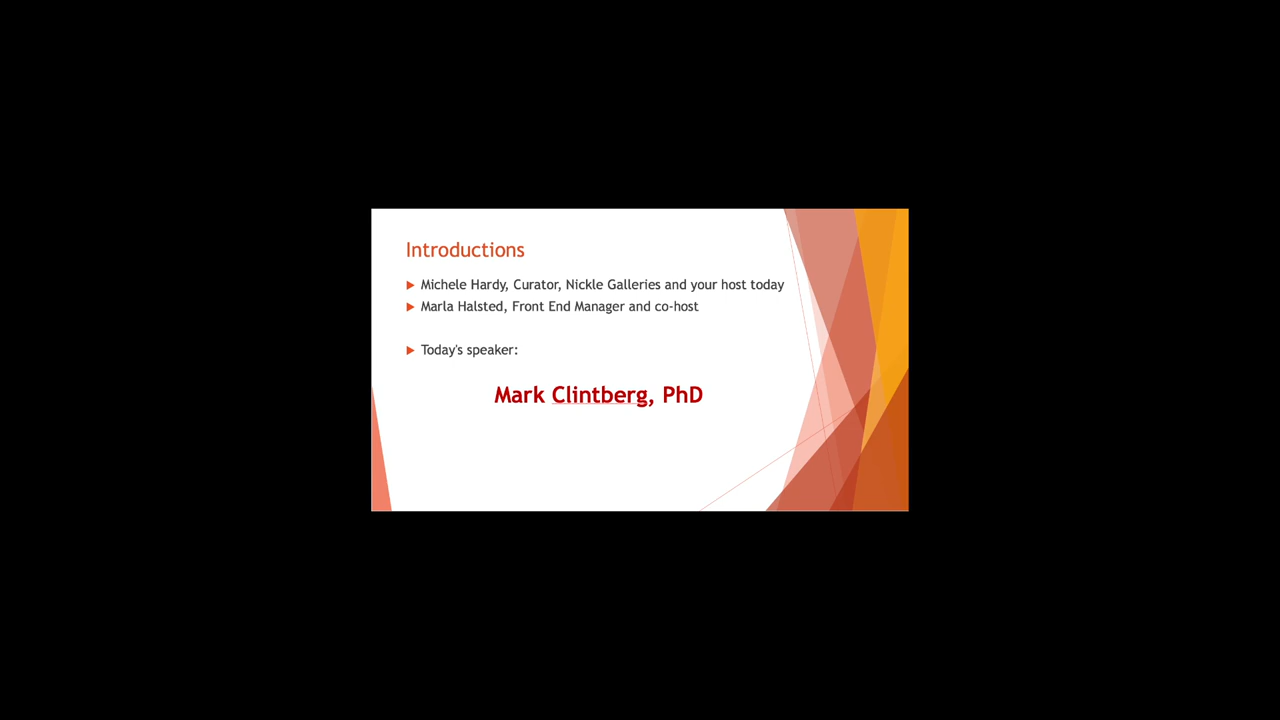 Introductions
Michele Hardy, Curator, Nickle Galleries and your host today
Marla Halsted, Front End Manager and co-host
Today's speaker:
Mark Clintberg, PhD